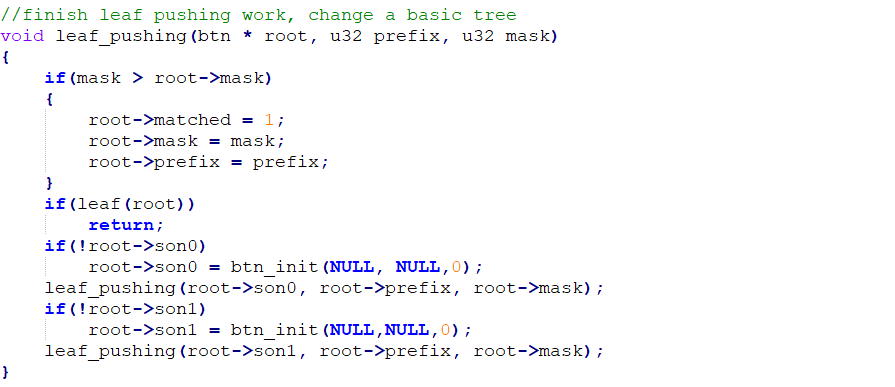 //finish leaf pushing work, change a basic tree
void leaf_pushing(btn * root, u32 prefix, u32 mask)
{
    if(mask > root->mask)
    {
        root->matched = 1;
        root->mask = mask;
        root->prefix = prefix;
    }
    if(leaf(root))
        return;
    if(!root->son0)
        root->son0 = btn_init(NULL, NULL,0);
    leaf_pushing(root->son0, root->prefix, root->mask);
    if(!root->son1)
        root->son1 = btn_init(NULL,NULL,0);
    leaf_pushing(root->son1, root->prefix, root->mask);
}